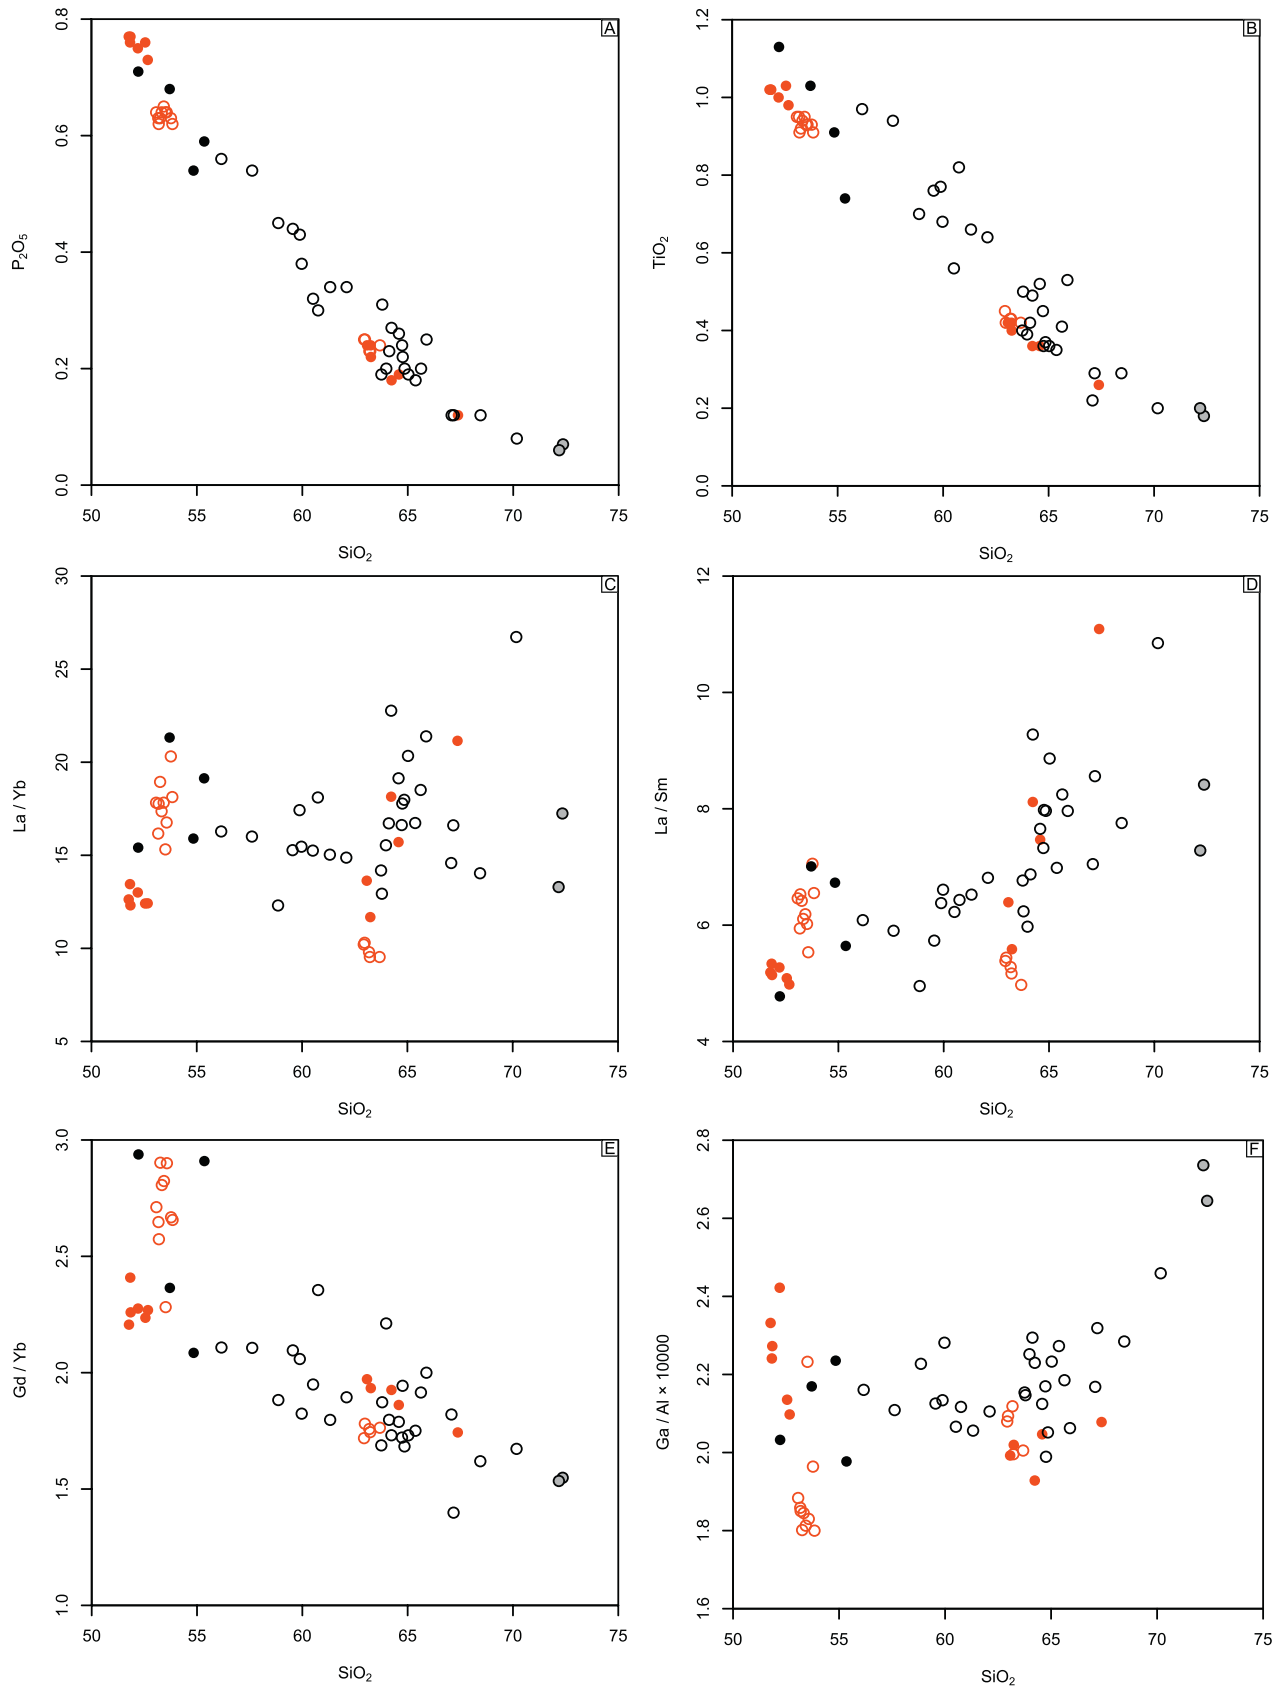 A
P₂O₅
0.0 0.2 0.4 0.6 0.8
50 55 60 65 70 75
SiO₂
B
TiO₂
0.0 0.2 0.4 0.6 0.8 1.0 1.2
50 55 60 65 70 75
SiO₂
C
La / Yb
5 10 15 20 25 30
50 55 60 65 70 75
SiO₂
D
La / Sm
4 6 8 10 12
50 55 60 65 70 75
SiO₂
E
Gd / Yb
1.0 1.5 2.0 2.5 3.0
50 55 60 65 70 75
SiO₂
F
Ga / Al × 10000
1.6 1.8 2.0 2.2 2.4 2.6 2.8
50 55 60 65 70 75
SiO₂